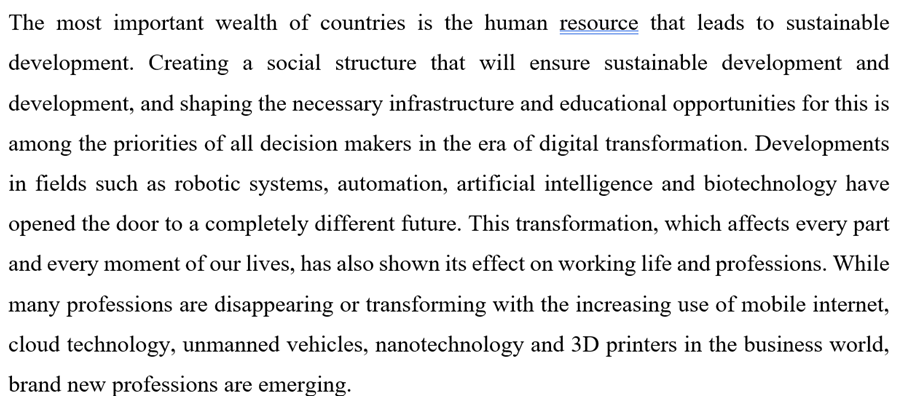 The most important wealth of countries is the human resource that leads to sustainable
development. Creating a social structure that will ensure sustainable development and
development, and shaping the necessary infrastructure and educational opportunities for this is
among the priorities of all decision makers in the era of digital transformation. Developments
in fields such as robotic systems, automation, artificial intelligence and biotechnology have
opened the door to a completely different future. This transformation, which affects every part
and every moment of our lives, has also shown its effect on working life and professions. While
many professions are disappearing or transforming with the increasing use of mobile internet,
cloud technology, unmanned vehicles, nanotechnology and 3D printers in the business world,
brand new professions are emerging.